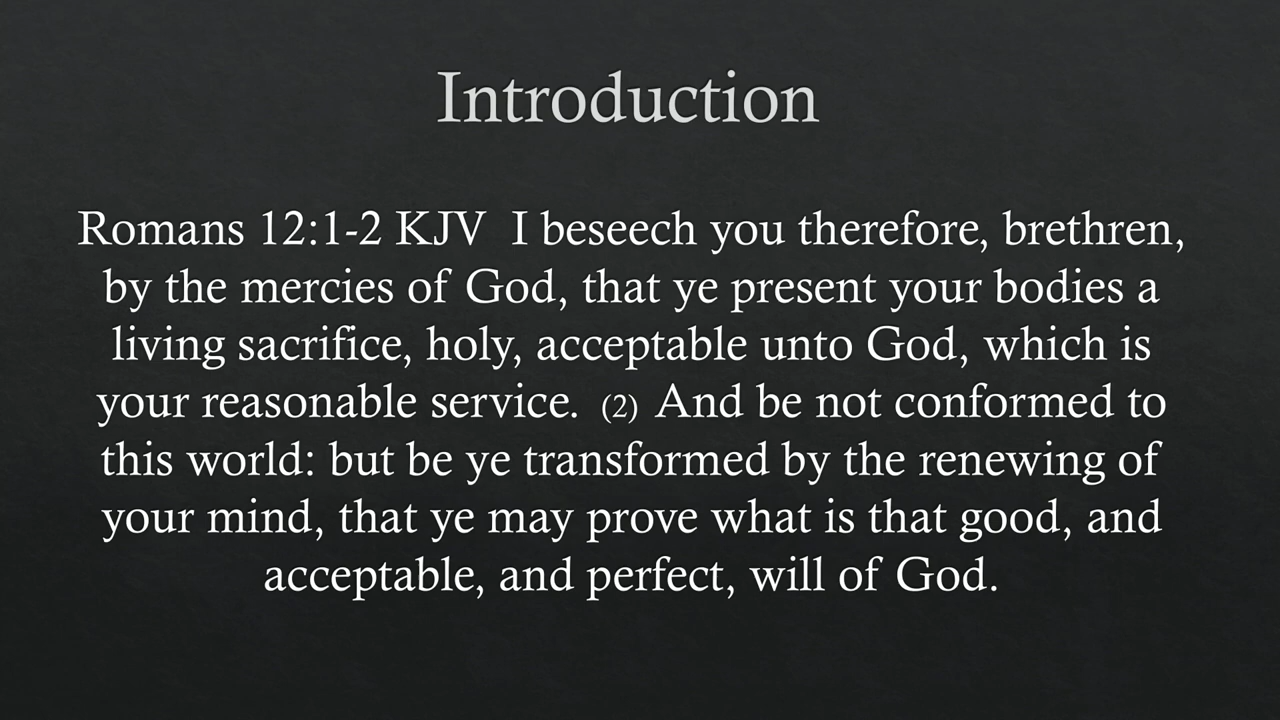 Introduction
Romans 12:1-2 KJV  I beseech you therefore, brethren,
by the mercies of God, that ye present your bodies a
living sacrifice, holy, acceptable unto God, which is
your reasonable service.  (2)  And be not conformed to
this world: but be ye transformed by the renewing of
your mind, that ye may prove what is that good, and
acceptable, and perfect, will of God.